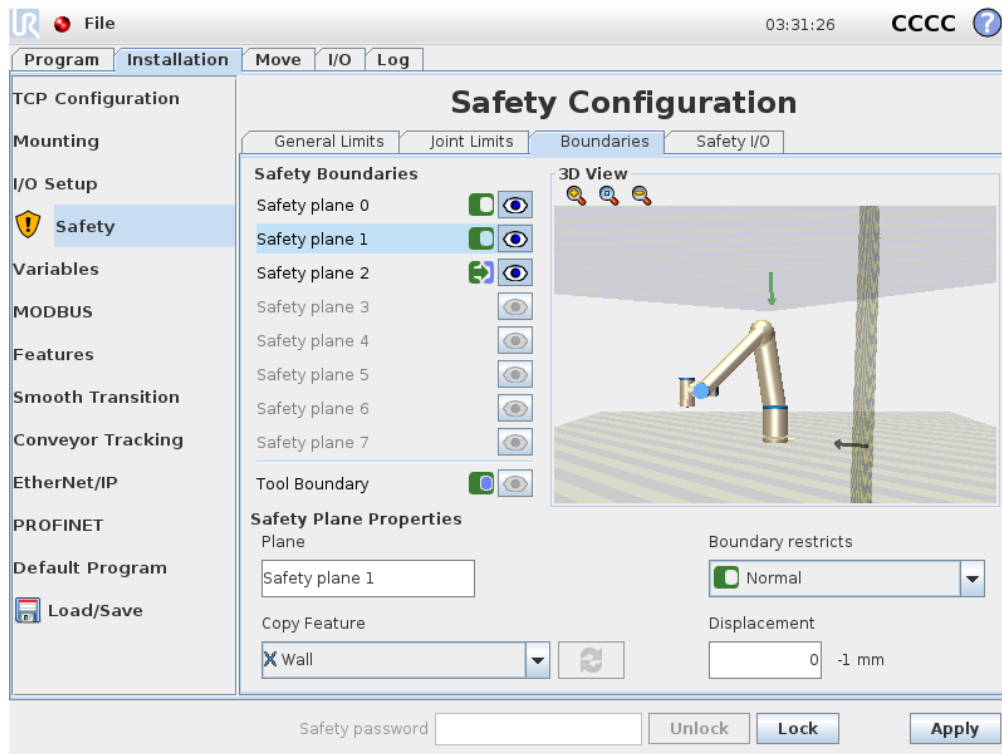 UR File 03:31:26 CCCC ?
Program Installation Move I/O Log
TCP Configuration
Mounting
I/O Setup
Safety
Variables
MODBUS
Features
Smooth Transition
Conveyor Tracking
EtherNet/IP
PROFINET
Default Program
Load/Save
Safety Configuration
General Limits Joint Limits Boundaries Safety I/O
Safety Boundaries
Safety plane 0
Safety plane 1
Safety plane 2
Safety plane 3
Safety plane 4
Safety plane 5
Safety plane 6
Safety plane 7
Tool Boundary
3D View
Safety Plane Properties
Plane
Safety plane 1
Boundary restricts
Normal
Copy Feature
Wall
Displacement
0 -1 mm
Safety password Unlock Lock Apply